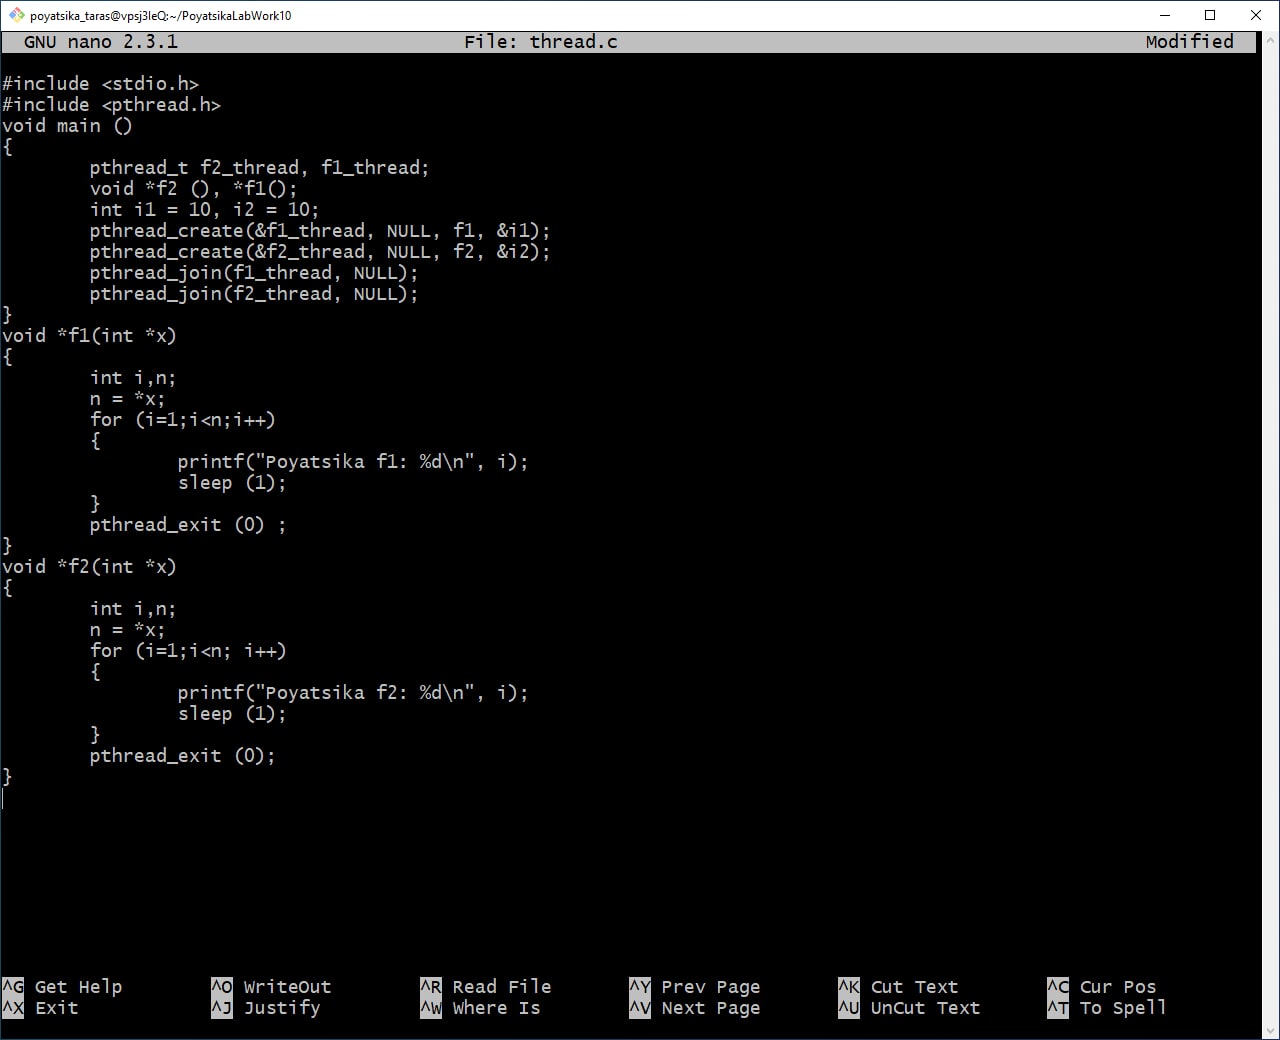 poyatsika_taras@vpsj3leQ:~/PoyatsikaLabWork10
GNU nano 2.3.1 File: thread.c Modified
#include <stdio.h>
#include <pthread.h>
void main ()
{
        pthread_t f2_thread, f1_thread;
        void *f2 (), *f1();
        int i1 = 10, i2 = 10;
        pthread_create(&f1_thread, NULL, f1, &i1);
        pthread_create(&f2_thread, NULL, f2, &i2);
        pthread_join(f1_thread, NULL);
        pthread_join(f2_thread, NULL);
}
void *f1(int *x)
{
        int i,n;
        n = *x;
        for (i=1;i<n;i++)
        {
                printf("Poyatsika f1: %d\n", i);
                sleep (1);
        }
        pthread_exit (0) ;
}
void *f2(int *x)
{
        int i,n;
        n = *x;
        for (i=1;i<n; i++)
        {
                printf("Poyatsika f2: %d\n", i);
                sleep (1);
        }
        pthread_exit (0);
}
^G Get Help ^O WriteOut ^R Read File ^Y Prev Page ^K Cut Text ^C Cur Pos
^X Exit ^J Justify ^W Where Is ^V Next Page ^U UnCut Text ^T To Spell